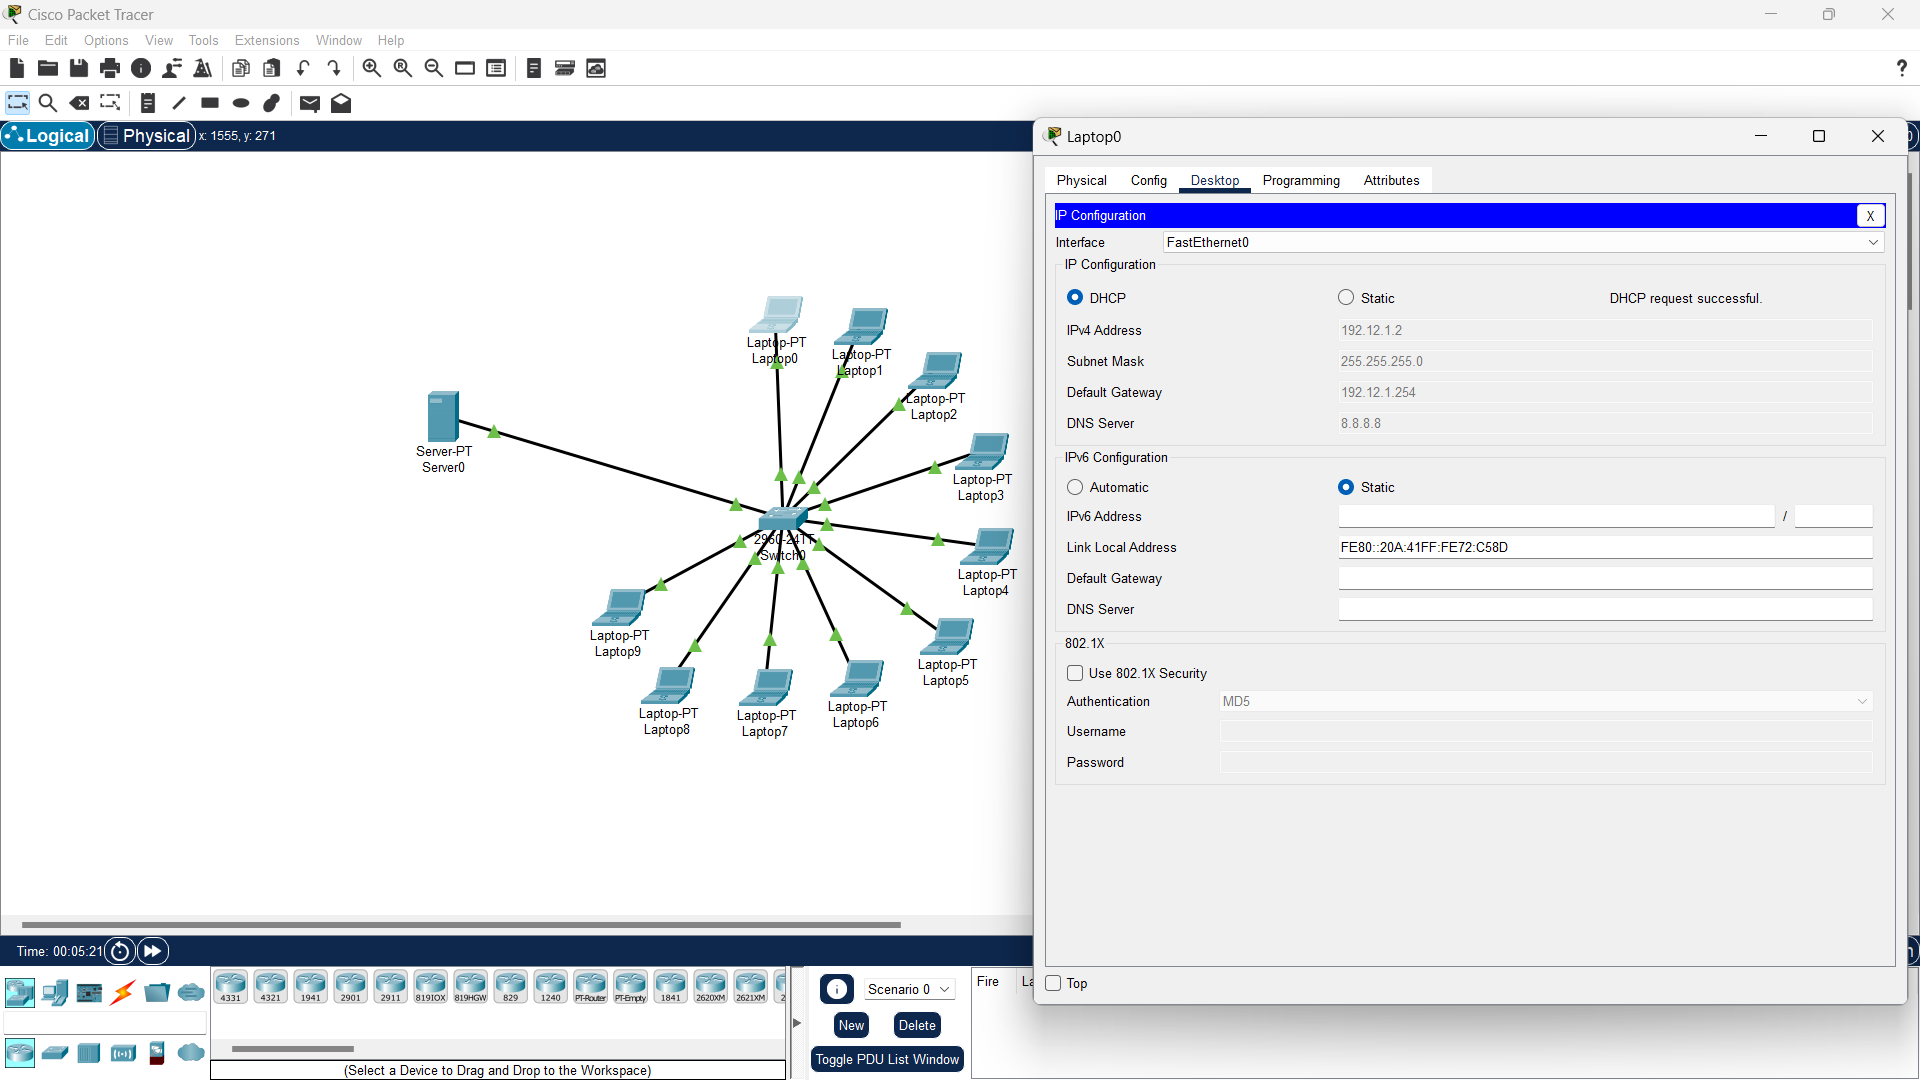 Cisco Packet Tracer
File Edit Options View Tools Extensions Window Help
Logical Physical x: 1555, y: 271
Laptop-PT
Laptop0
Laptop-PT
Laptop1
Laptop-PT
Laptop2
Server-PT
Server0
Laptop-PT
Laptop3
2960-24TT
Switch0
Laptop-PT
Laptop4
Laptop-PT
Laptop9
Laptop-PT
Laptop5
Laptop-PT
Laptop8
Laptop-PT
Laptop7
Laptop-PT
Laptop6
Laptop0
Physical Config Desktop Programming Attributes
IP Configuration X
Interface FastEthernet0
IP Configuration
DHCP Static DHCP request successful.
IPv4 Address 192.12.1.2
Subnet Mask 255.255.255.0
Default Gateway 192.12.1.254
DNS Server 8.8.8.8
IPv6 Configuration
Automatic Static
IPv6 Address /
Link Local Address FE80::20A:41FF:FE72:C58D
Default Gateway
DNS Server
802.1X
Use 802.1X Security
Authentication MD5
Username
Password
Top
Time: 00:05:21
4331 4321 1941 2901 2911 819IOX 819HGW 829 1240 PT-Router PT-Empty 1841 2620XM 2621XM
(Select a Device to Drag and Drop to the Workspace)
Scenario 0
New Delete
Toggle PDU List Window
Fire